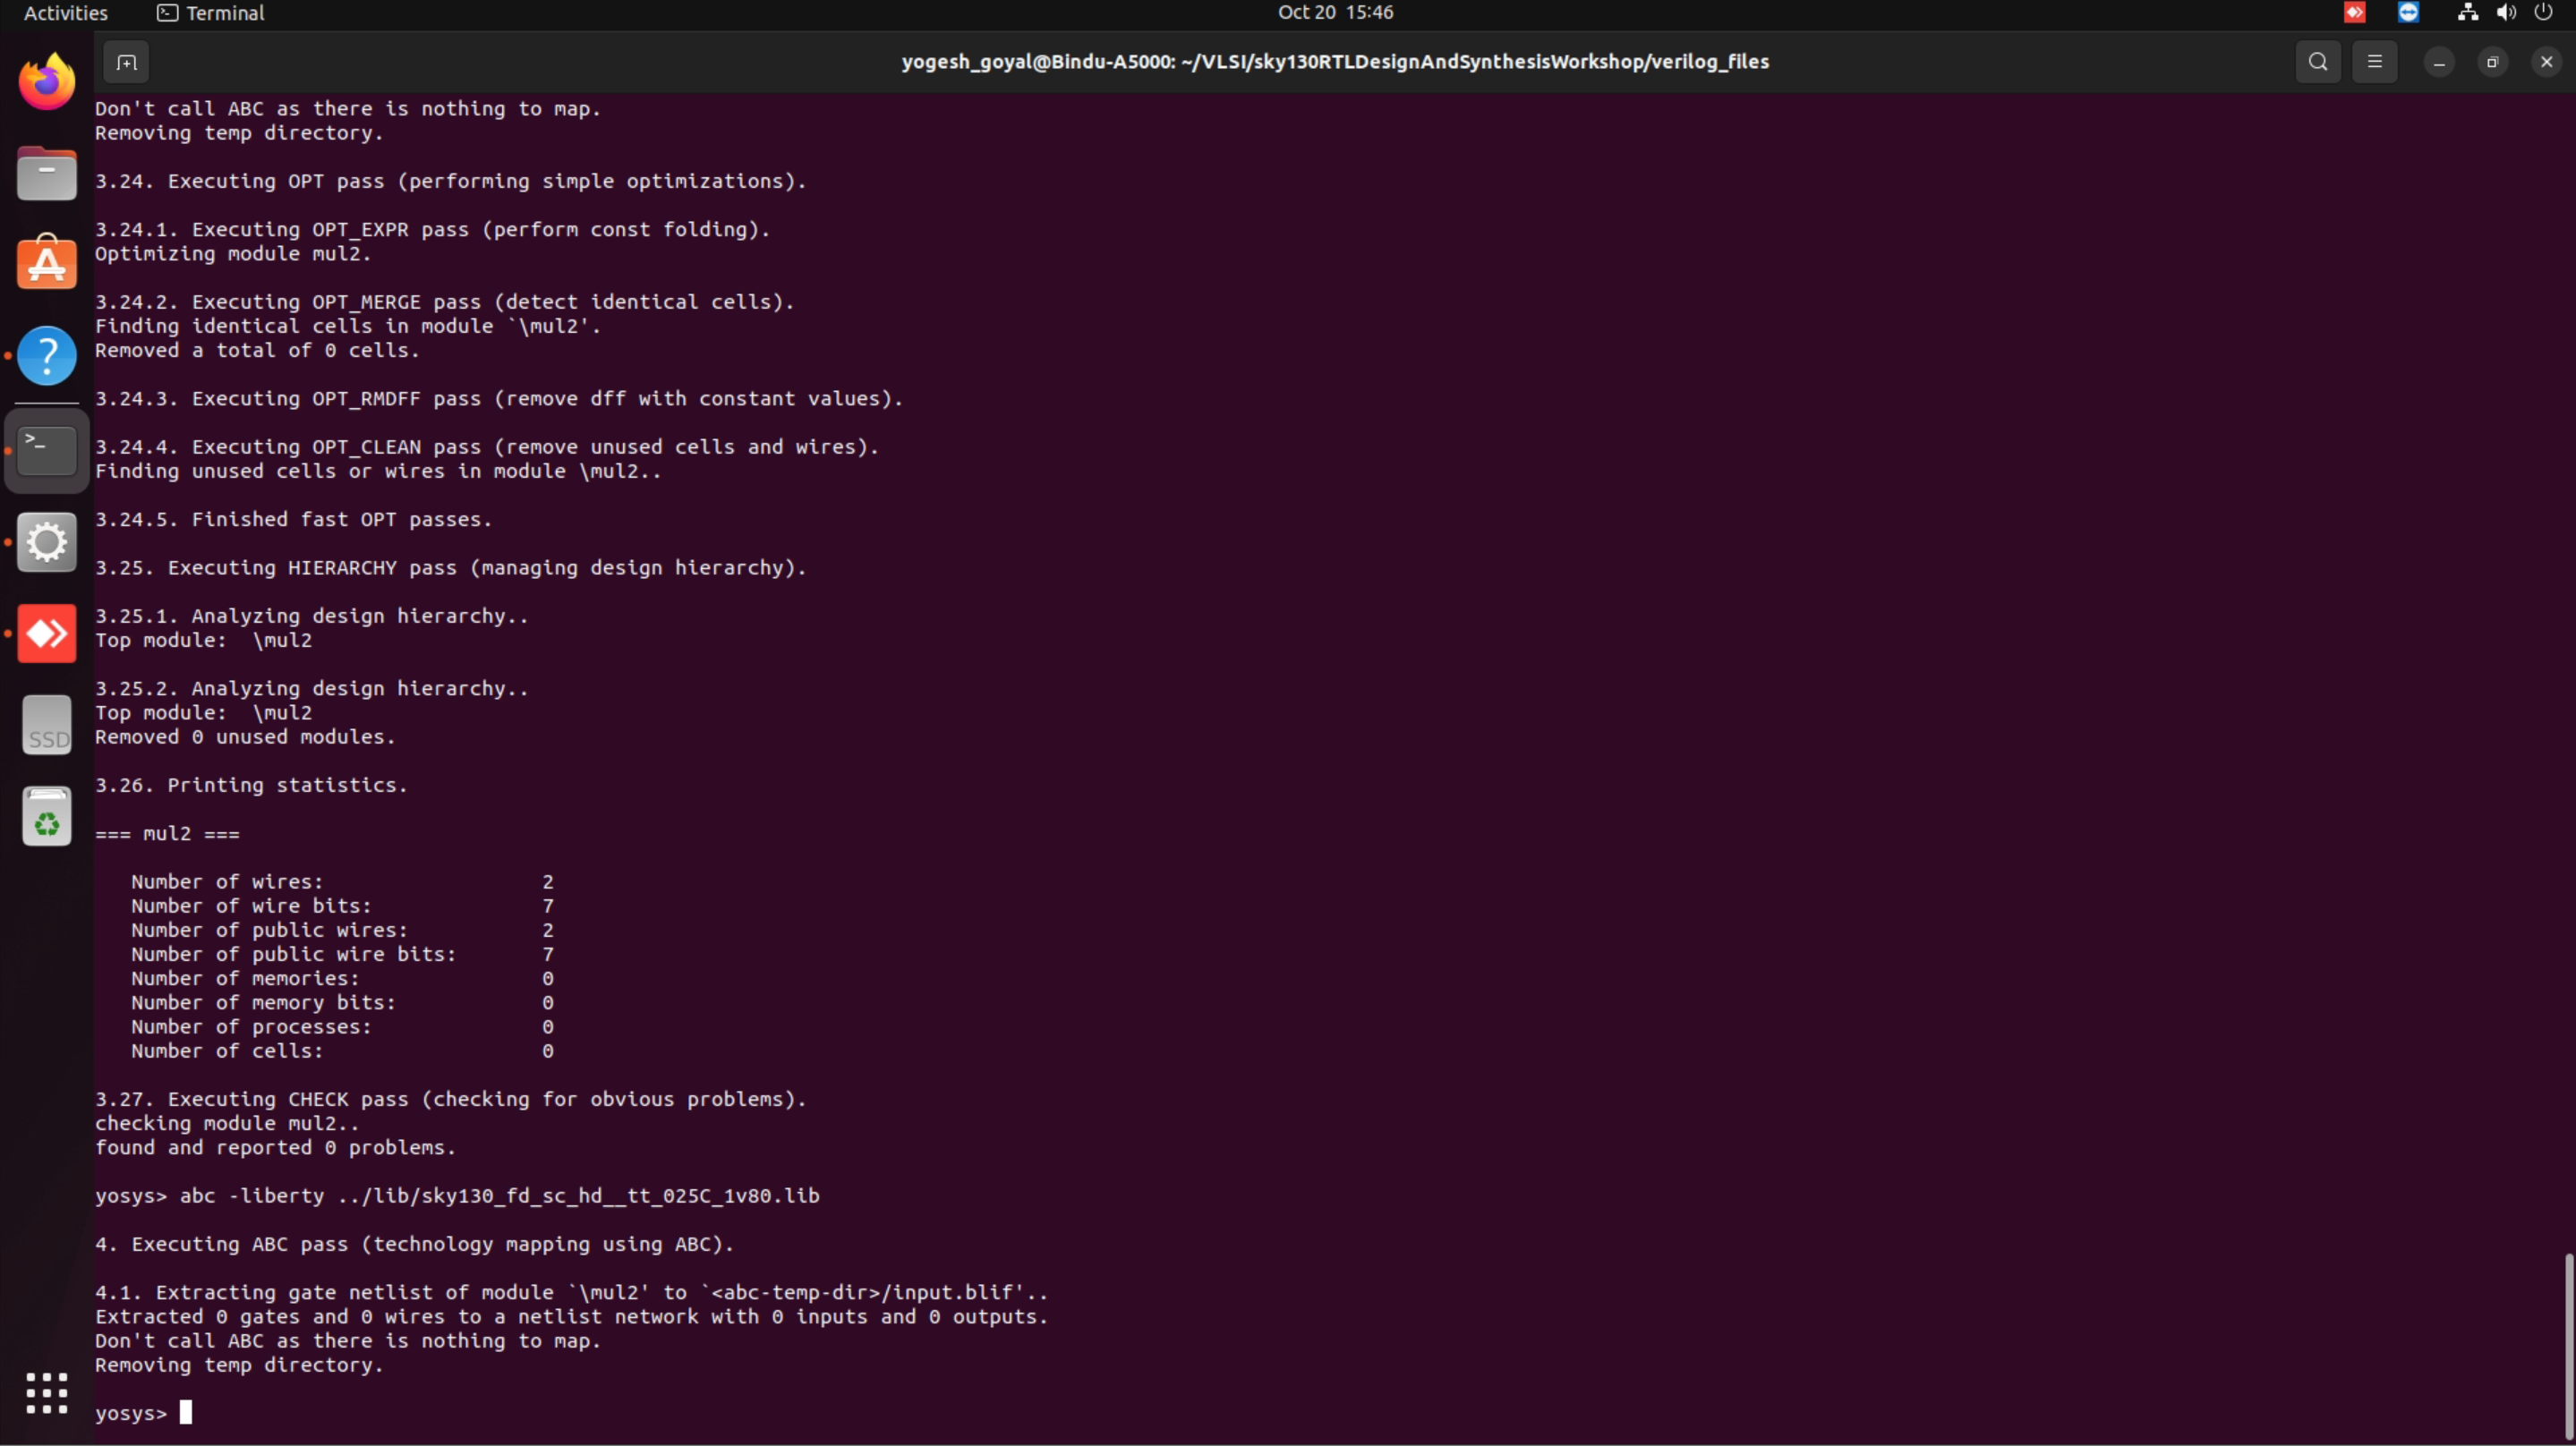 Activities
Terminal
Oct 20 15:46
yogesh_goyal@Bindu-A5000: ~/VLSI/sky130RTLDesignAndSynthesisWorkshop/verilog_files
Don't call ABC as there is nothing to map.
Removing temp directory.
3.24. Executing OPT pass (performing simple optimizations).
3.24.1. Executing OPT_EXPR pass (perform const folding).
Optimizing module mul2.
3.24.2. Executing OPT_MERGE pass (detect identical cells).
Finding identical cells in module `\mul2'.
Removed a total of 0 cells.
3.24.3. Executing OPT_RMDFF pass (remove dff with constant values).
3.24.4. Executing OPT_CLEAN pass (remove unused cells and wires).
Finding unused cells or wires in module \mul2..
3.24.5. Finished fast OPT passes.
3.25. Executing HIERARCHY pass (managing design hierarchy).
3.25.1. Analyzing design hierarchy..
Top module:  \mul2
3.25.2. Analyzing design hierarchy..
Top module:  \mul2
Removed 0 unused modules.
3.26. Printing statistics.
=== mul2 ===
Number of wires: 2
Number of wire bits: 7
Number of public wires: 2
Number of public wire bits: 7
Number of memories: 0
Number of memory bits: 0
Number of processes: 0
Number of cells: 0
3.27. Executing CHECK pass (checking for obvious problems).
checking module mul2..
found and reported 0 problems.
yosys> abc -liberty ../lib/sky130_fd_sc_hd__tt_025C_1v80.lib
4. Executing ABC pass (technology mapping using ABC).
4.1. Extracting gate netlist of module `\mul2' to `<abc-temp-dir>/input.blif'..
Extracted 0 gates and 0 wires to a netlist network with 0 inputs and 0 outputs.
Don't call ABC as there is nothing to map.
Removing temp directory.
yosys>
SSD